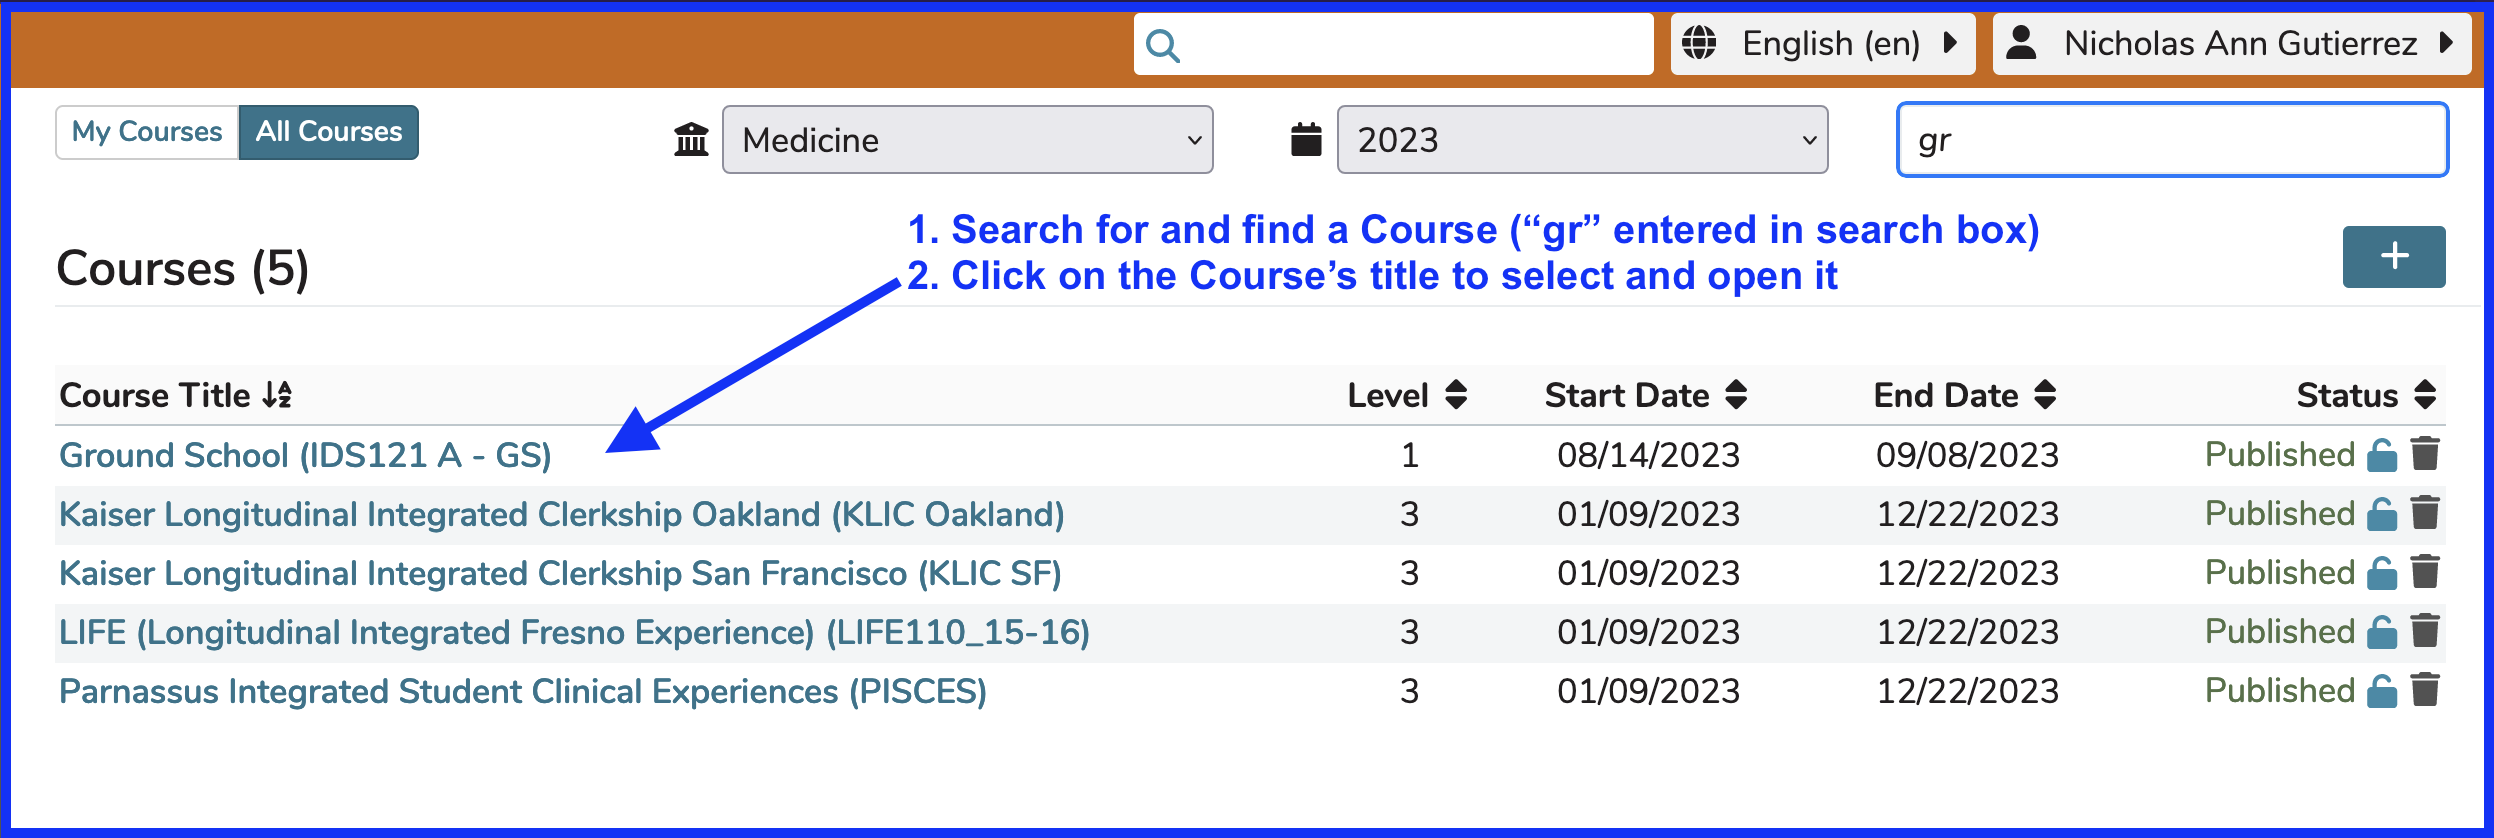 English (en)
Nicholas Ann Gutierrez
My Courses
All Courses
Medicine
2023
gr
1. Search for and find a Course (“gr” entered in search box)
2. Click on the Course’s title to select and open it
Courses (5)
Course Title Level Start Date End Date Status
Ground School (IDS121 A - GS) 1 08/14/2023 09/08/2023 Published
Kaiser Longitudinal Integrated Clerkship Oakland (KLIC Oakland) 3 01/09/2023 12/22/2023 Published
Kaiser Longitudinal Integrated Clerkship San Francisco (KLIC SF) 3 01/09/2023 12/22/2023 Published
LIFE (Longitudinal Integrated Fresno Experience) (LIFE110_15-16) 3 01/09/2023 12/22/2023 Published
Parnassus Integrated Student Clinical Experiences (PISCES) 3 01/09/2023 12/22/2023 Published